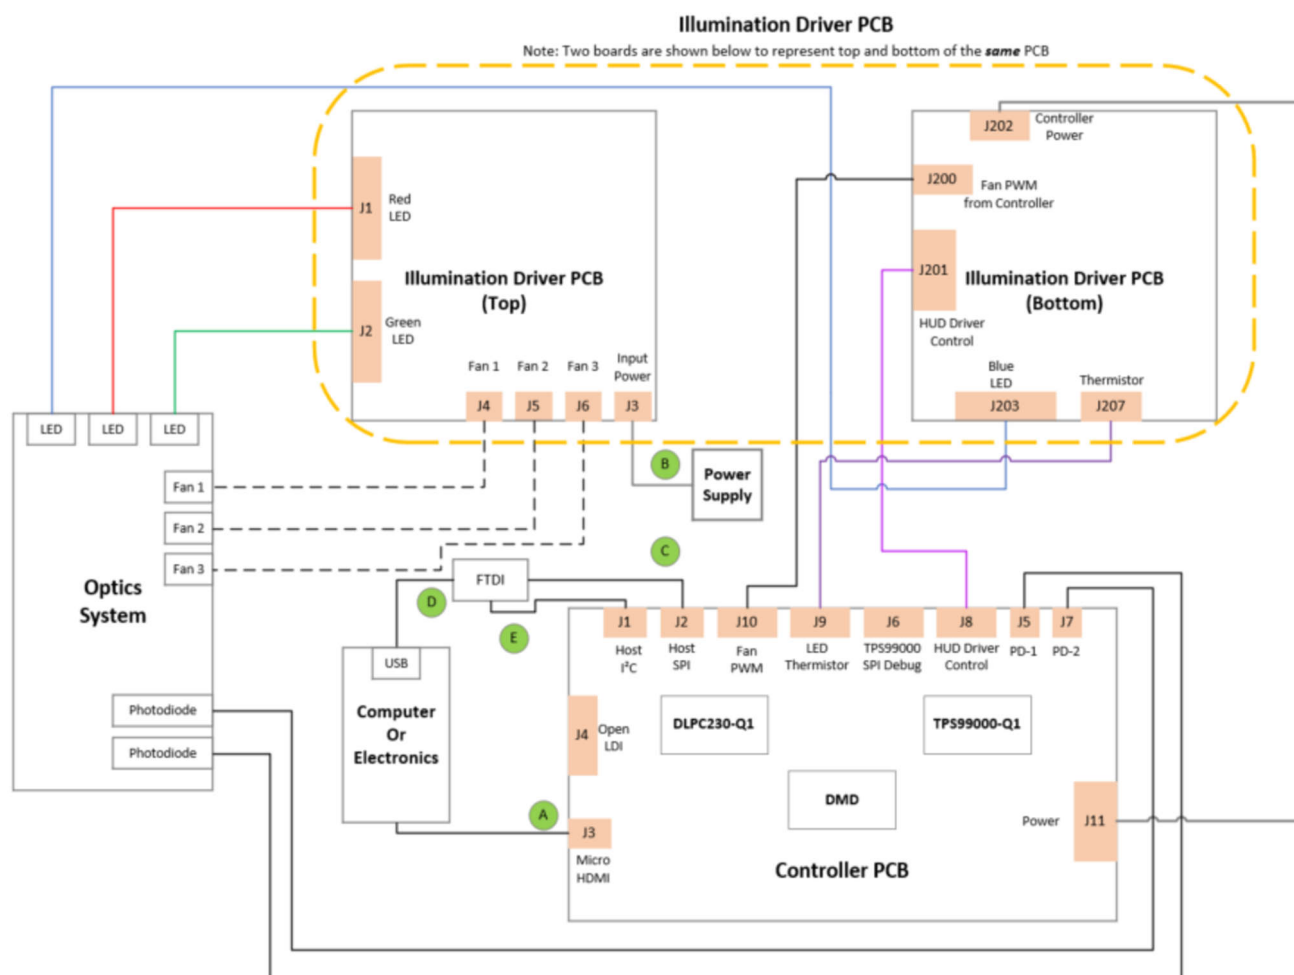 Illumination Driver PCB
Note: Two boards are shown below to represent top and bottom of the same PCB
J202
Controller
Power
J200
Fan PWM
from Controller
J1
Red
LED
J201
Illumination Driver PCB
(Top)
Illumination Driver PCB
(Bottom)
J2
Green
LED
HUD Driver
Control
Fan 1
Fan 2
Fan 3
Input
Power
Blue
LED
Thermistor
J4
J5
J6
J3
J203
J207
LED
LED
LED
B
Power
Supply
Fan 1
Fan 2
Fan 3
C
Optics
System
FTDI
D
E
J1
J2
J10
J9
J6
J8
J5
J7
Host
I²C
Host
SPI
Fan
PWM
LED
Thermistor
TPS99000
SPI Debug
HUD Driver
Control
PD-1
PD-2
USB
Computer
Or
Electronics
Photodiode
Photodiode
J4
Open
LDI
DLPC230-Q1
TPS99000-Q1
DMD
A
J3
Micro
HDMI
Power
J11
Controller PCB